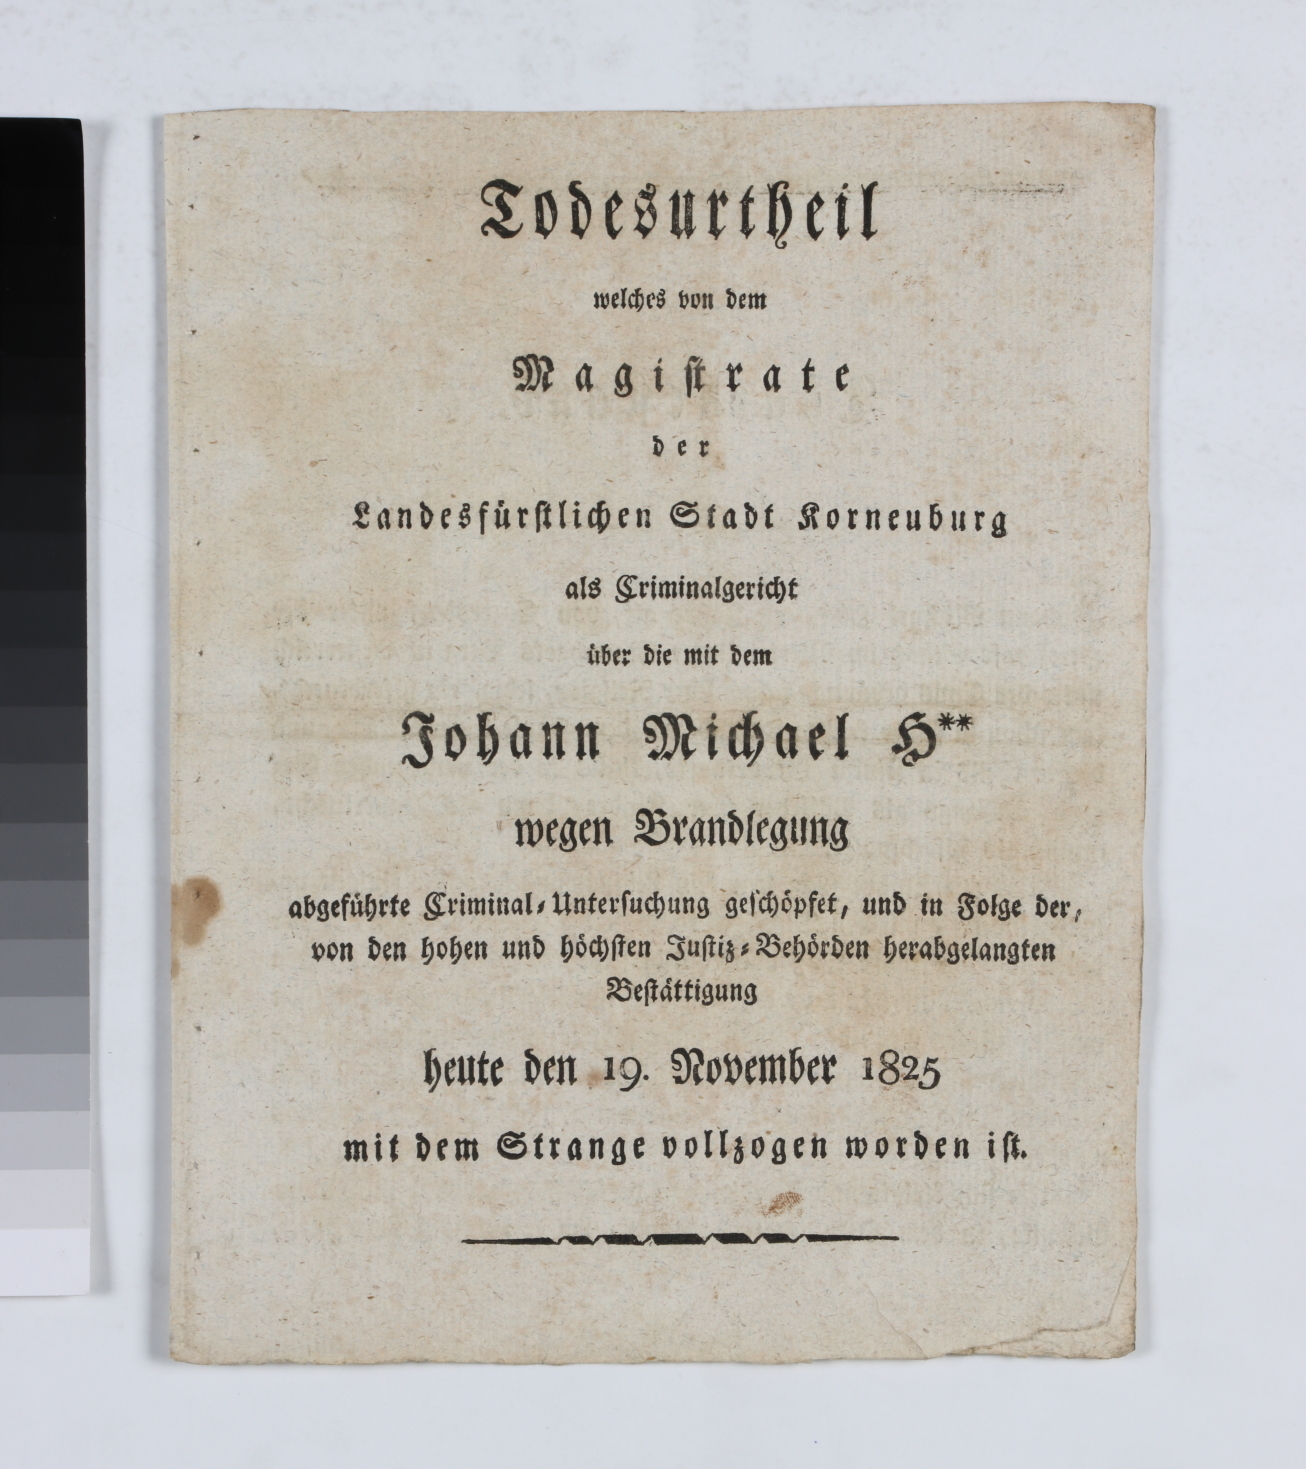 Todesurtheil
welches von dem
Magistrate
der
Landesfürstlichen Stadt Korneuburg
als Criminalgericht
über die mit dem
Johann Michael H**
wegen Brandlegung
abgeführte Criminal-Untersuchung geschöpfet, und in Folge der,
von den hohen und höchsten Justiz-Behörden herabgelangten
Bestättigung
heute den 19. November 1825
mit dem Strange vollzogen worden ist.